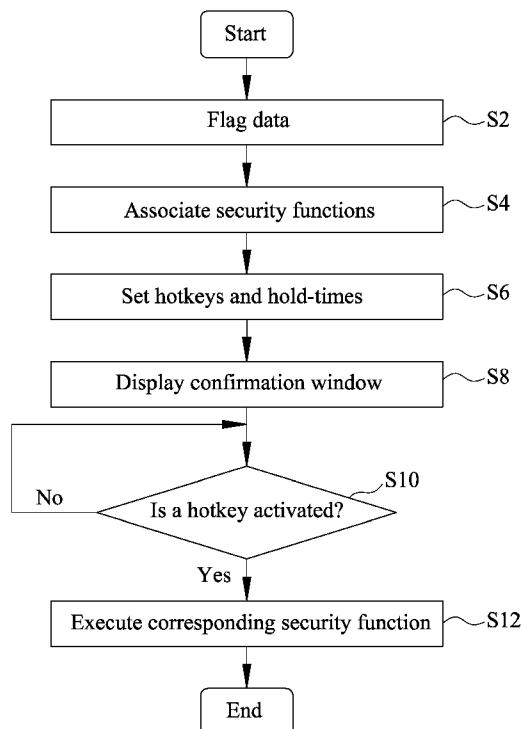 Start
Flag data
S2
Associate security functions
S4
Set hotkeys and hold-times
S6
Display confirmation window
S8
S10
Is a hotkey activated?
No
Yes
Execute corresponding security function
S12
End